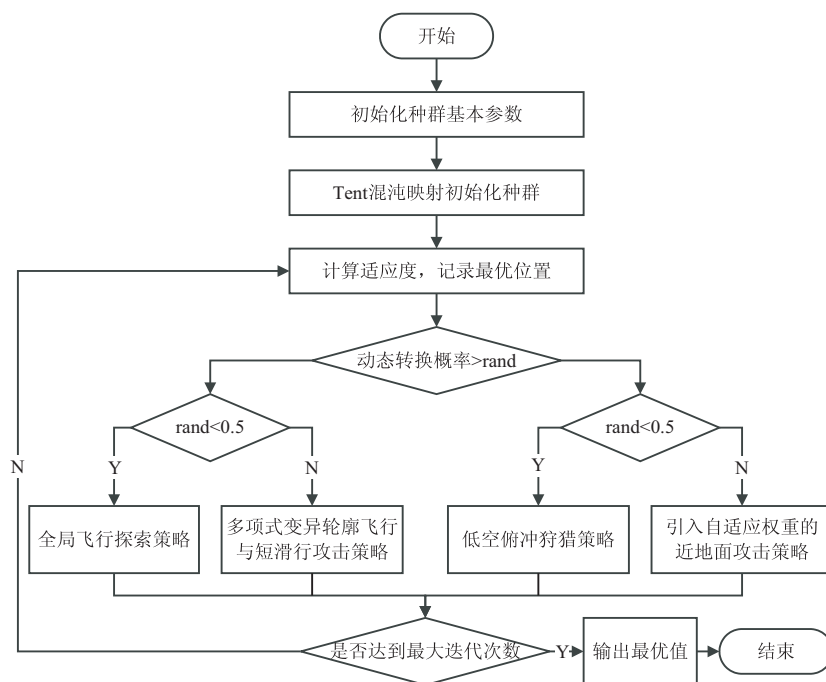 开始
初始化种群基本参数
Tent混沌映射初始化种群
计算适应度，记录最优位置
动态转换概率>rand
rand<0.5
rand<0.5
N
Y
N
Y
N
全局飞行探索策略
多项式变异轮廓飞行
与短滑行攻击策略
低空俯冲狩猎策略
引入自适应权重的
近地面攻击策略
是否达到最大迭代次数
Y
输出最优值
结束